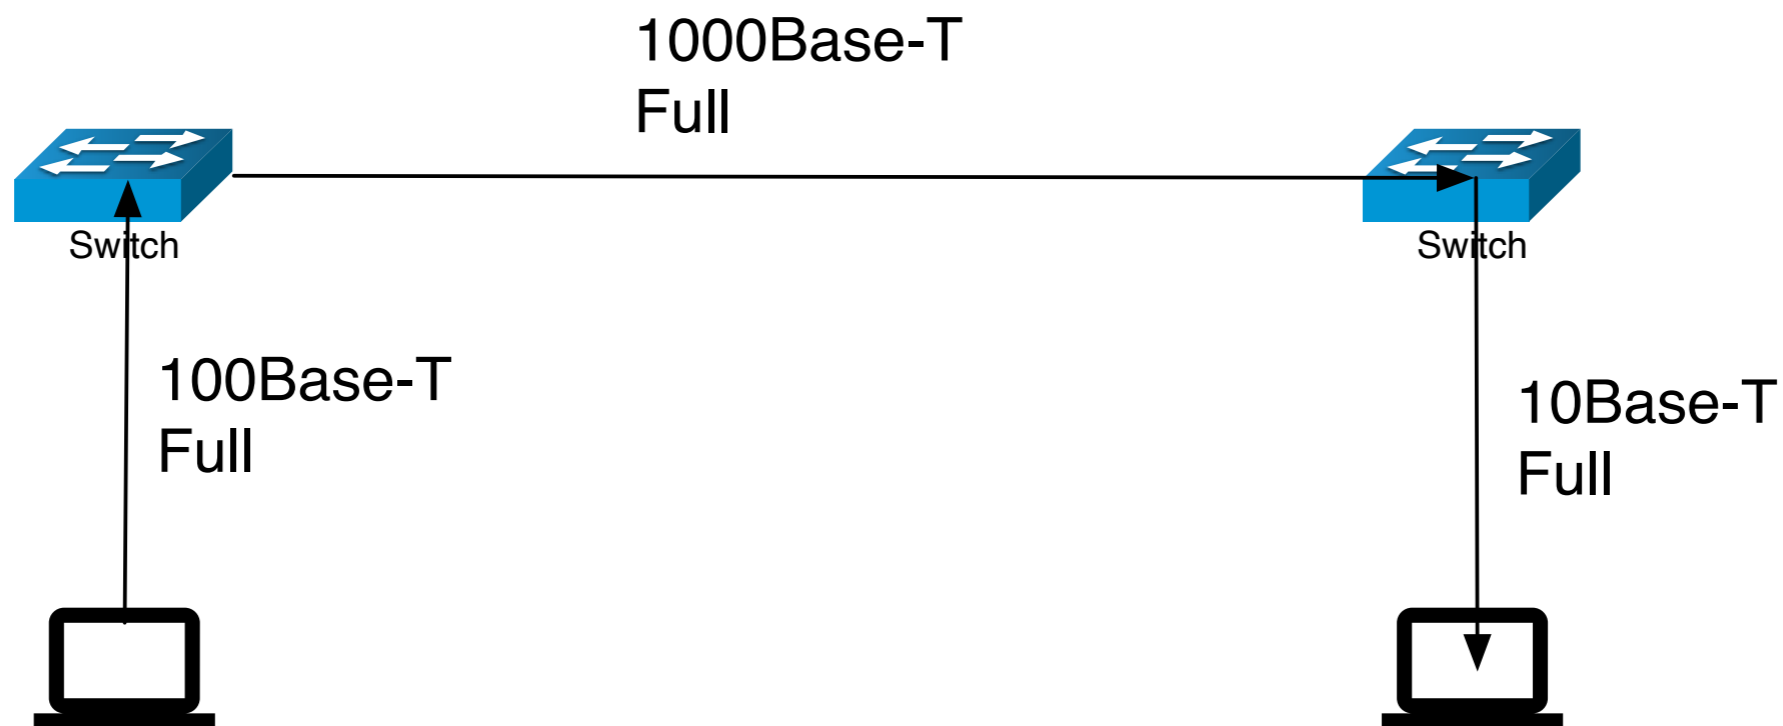 1000Base-T
Full
Switch
Switch
100Base-T
Full
10Base-T
Full